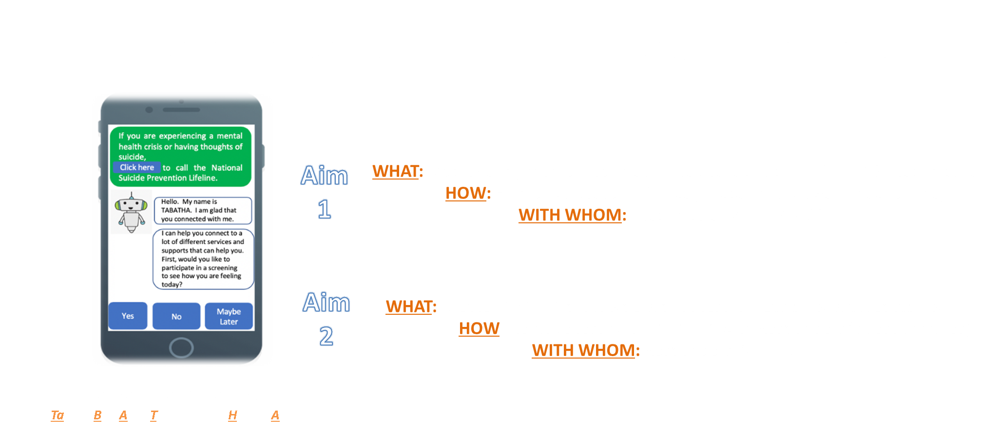 If you are experiencing a mental
health crisis or having thoughts of
suicide,
Click here to call the National
Suicide Prevention Lifeline.
Hello. My name is
TABATHA. I am glad that
you connected with me.
I can help you connect to a
lot of different services and
supports that can help you.
First, would you like to
participate in a screening
to see how you are feeling
today?
Yes
No
Maybe
Later
Aim
1
WHAT:
HOW:
WITH WHOM:
Aim
2
WHAT:
HOW
WITH WHOM:
Ta B A T H A